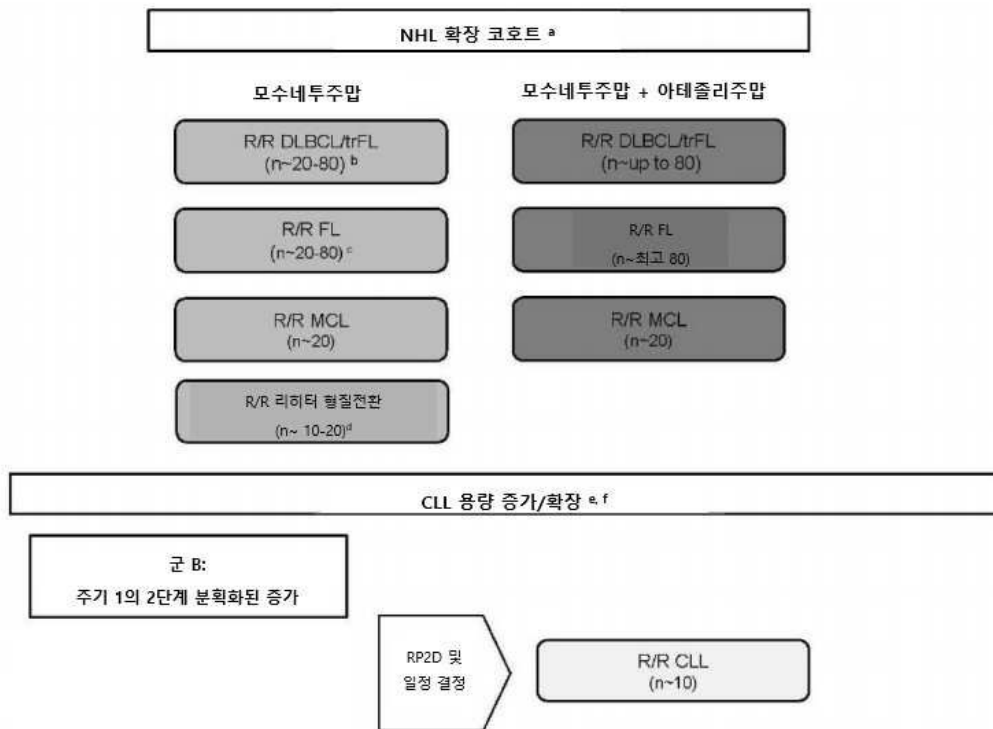 NHL 확장 코호트 a
모수네투주맙
모수네투주맙 + 아테졸리주맙
R/R DLBCL/trFL
(n~20-80) b
R/R DLBCL/trFL
(n~up to 80)
R/R FL
(n~20-80) c
R/R FL
(n~최고 80)
R/R MCL
(n~20)
R/R MCL
(n~20)
R/R 리히터 형질전환
(n~ 10-20)d
CLL 용량 증가/확장 e, f
군 B:
주기 1의 2단계 분획화된 증가
RP2D 및
일정 결정
R/R CLL
(n~10)